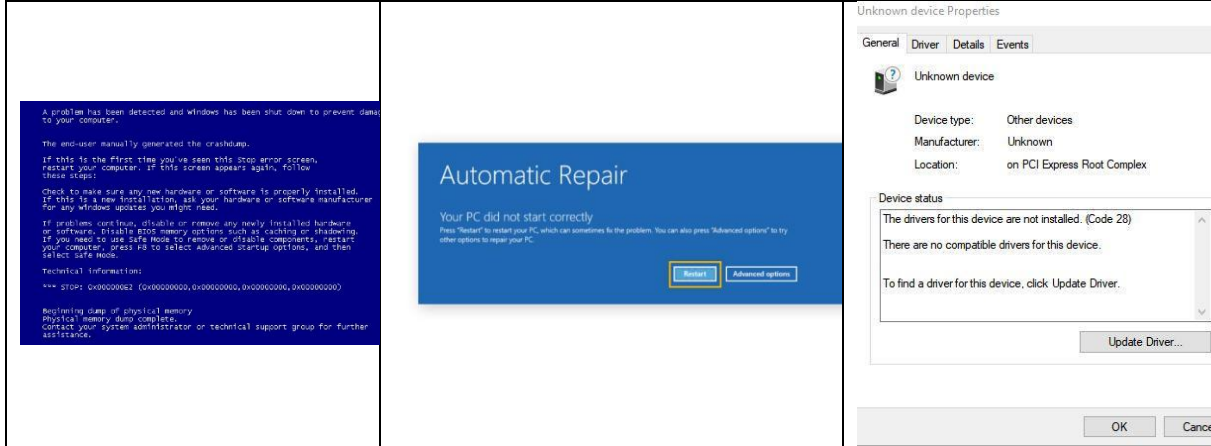 A problem has been detected and Windows has been shut down to prevent damag
to your computer.
The end-user manually generated the crashdump.
If this is the first time you've seen this Stop error screen,
restart your computer. If this screen appears again, follow
these steps:
Check to make sure any new hardware or software is properly installed.
If this is a new installation, ask your hardware or software manufacturer
for any windows updates you might need.
If problems continue, disable or remove any newly installed hardware
or software. Disable BIOS memory options such as caching or shadowing.
If you need to use Safe Mode to remove or disable components, restart
your computer, press F8 to select Advanced Startup Options, and then
select Safe Mode.
Technical information:
*** STOP: 0x000000E2 (0x00000000,0x00000000,0x00000000,0x00000000)
Beginning dump of physical memory
Physical memory dump complete.
Contact your system administrator or technical support group for further
assistance.
Automatic Repair
Your PC did not start correctly
Press "Restart" to restart your PC, which can sometimes fix the problem. You can also press "Advanced options" to try
other options to repair your PC.
Restart Advanced options
Unknown device Properties
General Driver Details Events
Unknown device
Device type: Other devices
Manufacturer: Unknown
Location: on PCI Express Root Complex
Device status
The drivers for this device are not installed. (Code 28)
There are no compatible drivers for this device.
To find a driver for this device, click Update Driver.
Update Driver...
OK Cance